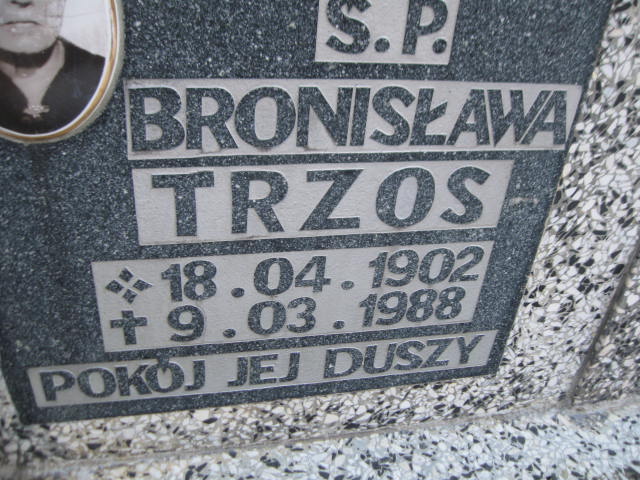 Ś.P.
BRONISŁAWA
TRZOS
18.04.1902
9.03.1988
POKÓJ JEJ DUSZY